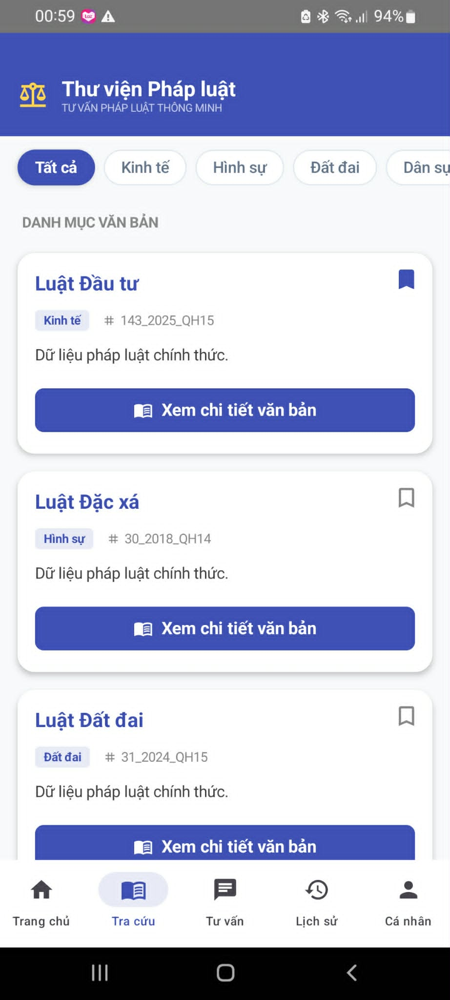 00:59
Laz
94%
Thư viện Pháp luật
TƯ VẤN PHÁP LUẬT THÔNG MINH
Tất cả
Kinh tế
Hình sự
Đất đai
Dân sự
DANH MỤC VĂN BẢN
Luật Đầu tư
Kinh tế # 143_2025_QH15
Dữ liệu pháp luật chính thức.
Xem chi tiết văn bản
Luật Đặc xá
Hình sự # 30_2018_QH14
Dữ liệu pháp luật chính thức.
Xem chi tiết văn bản
Luật Đất đai
Đất đai # 31_2024_QH15
Dữ liệu pháp luật chính thức.
Xem chi tiết văn bản
Trang chủ
Tra cứu
Tư vấn
Lịch sử
Cá nhân